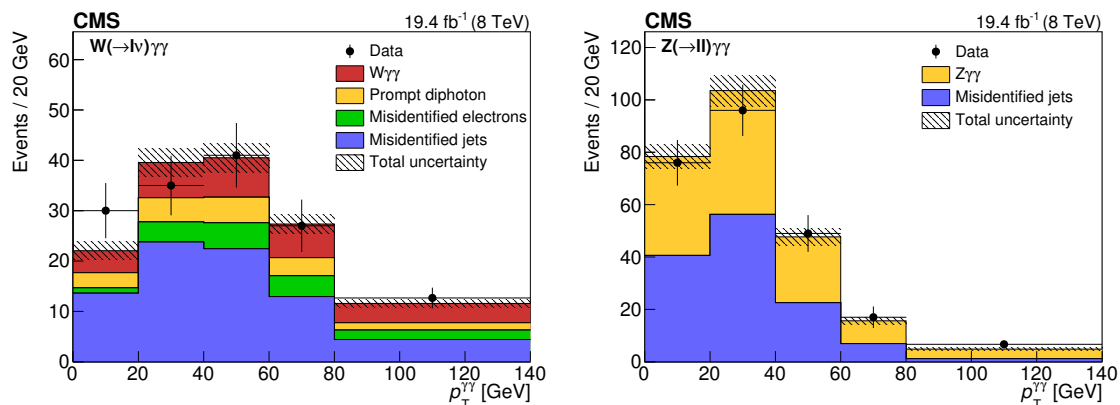 CMS 19.4 fb⁻¹ (8 TeV)
W(→lν)γγ
Data
Wγγ
Prompt diphoton
Misidentified electrons
Misidentified jets
Total uncertainty
Events / 20 GeV
60
50
40
30
20
10
0
0 20 40 60 80 100 120 140
p_T^γγ [GeV]
CMS 19.4 fb⁻¹ (8 TeV)
Z(→ll)γγ
Data
Zγγ
Misidentified jets
Total uncertainty
Events / 20 GeV
120
100
80
60
40
20
0
0 20 40 60 80 100 120 140
p_T^γγ [GeV]